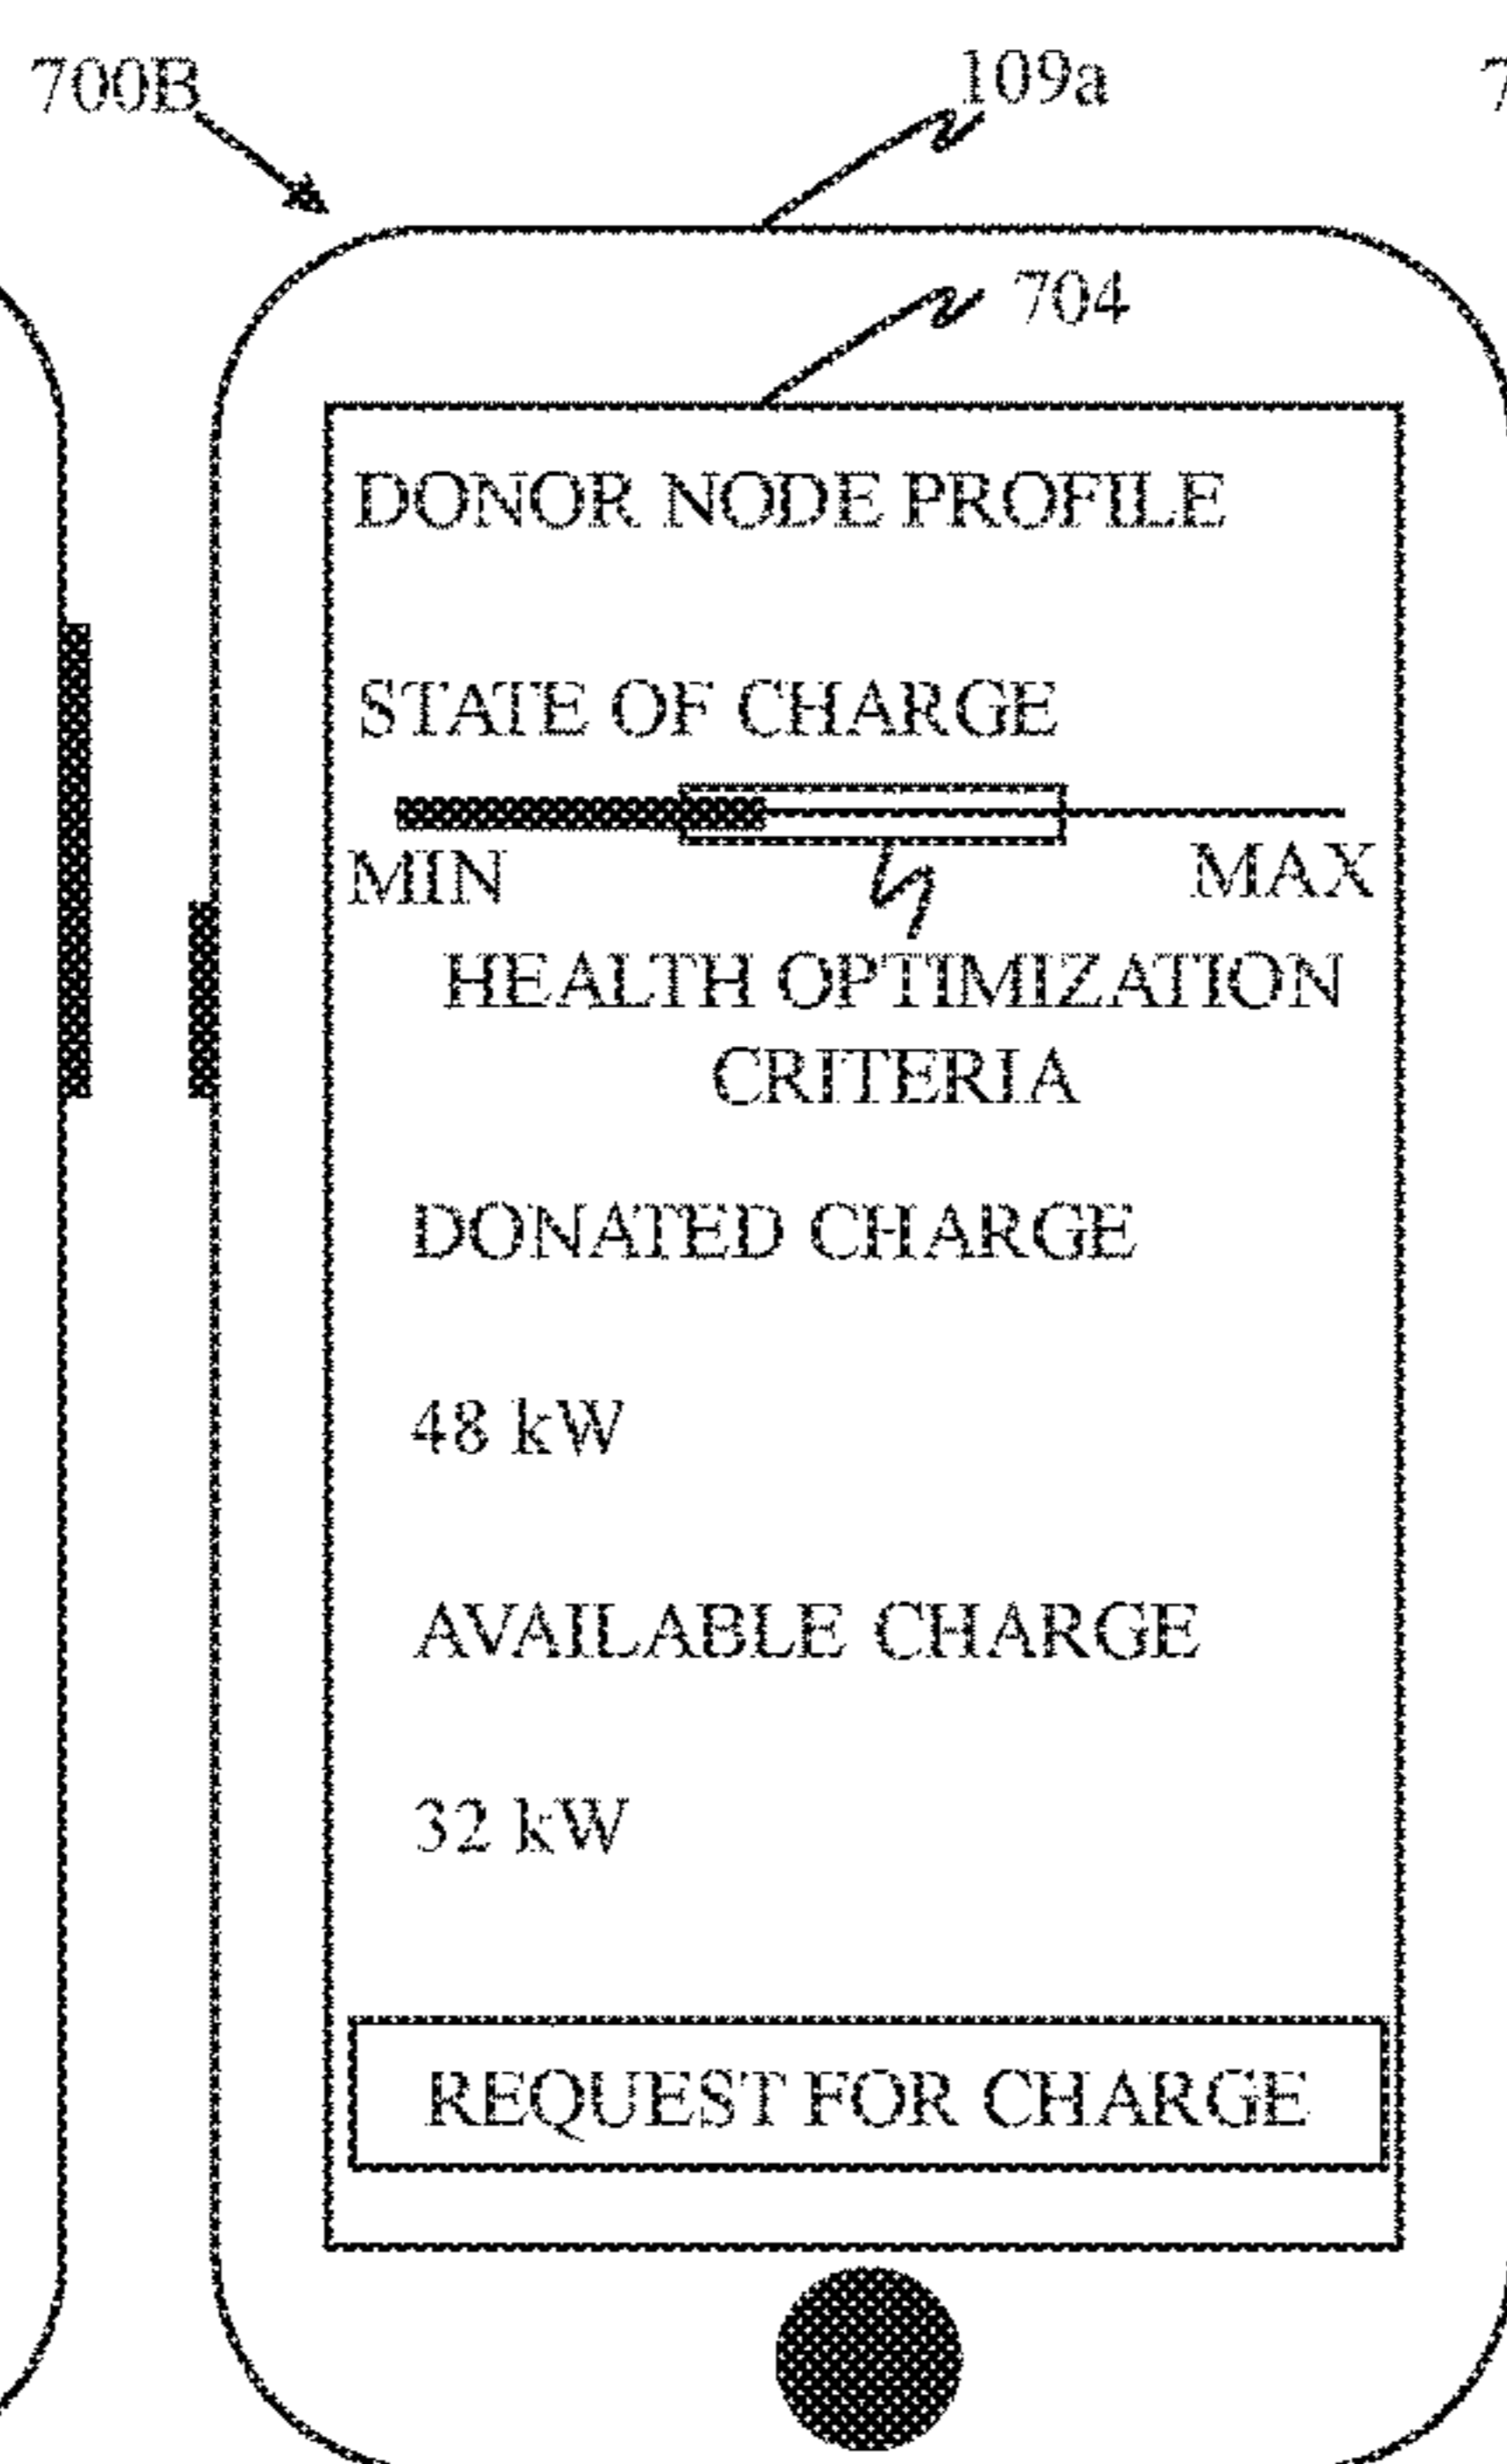 700B
109a
7
704
DONOR NODE PROFILE
STATE OF CHARGE
MIN
MAX
HEALTH OPTIMIZATION
CRITERIA
DONATED CHARGE
48 kW
AVAILABLE CHARGE
32 kW
REQUEST FOR CHARGE